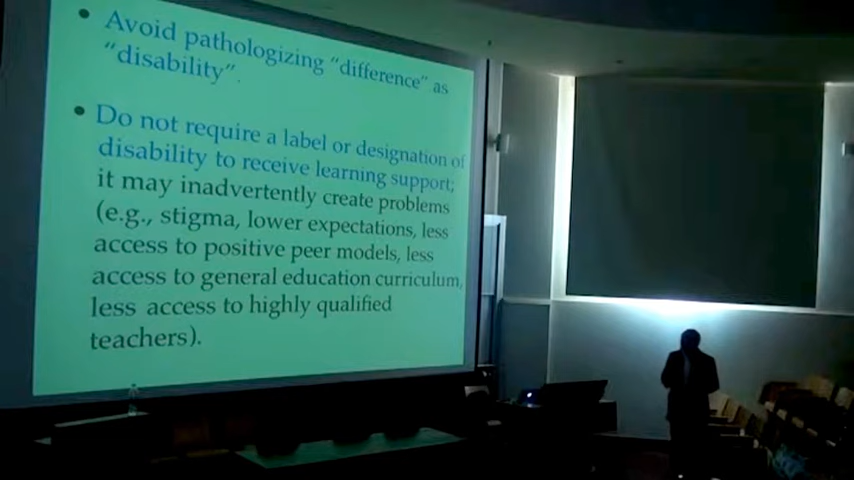 • Avoid pathologizing “difference” as
“disability”.
• Do not require a label or designation of
disability to receive learning support;
it may inadvertently create problems
(e.g., stigma, lower expectations, less
access to positive peer models, less
access to general education curriculum,
less access to highly qualified
teachers).